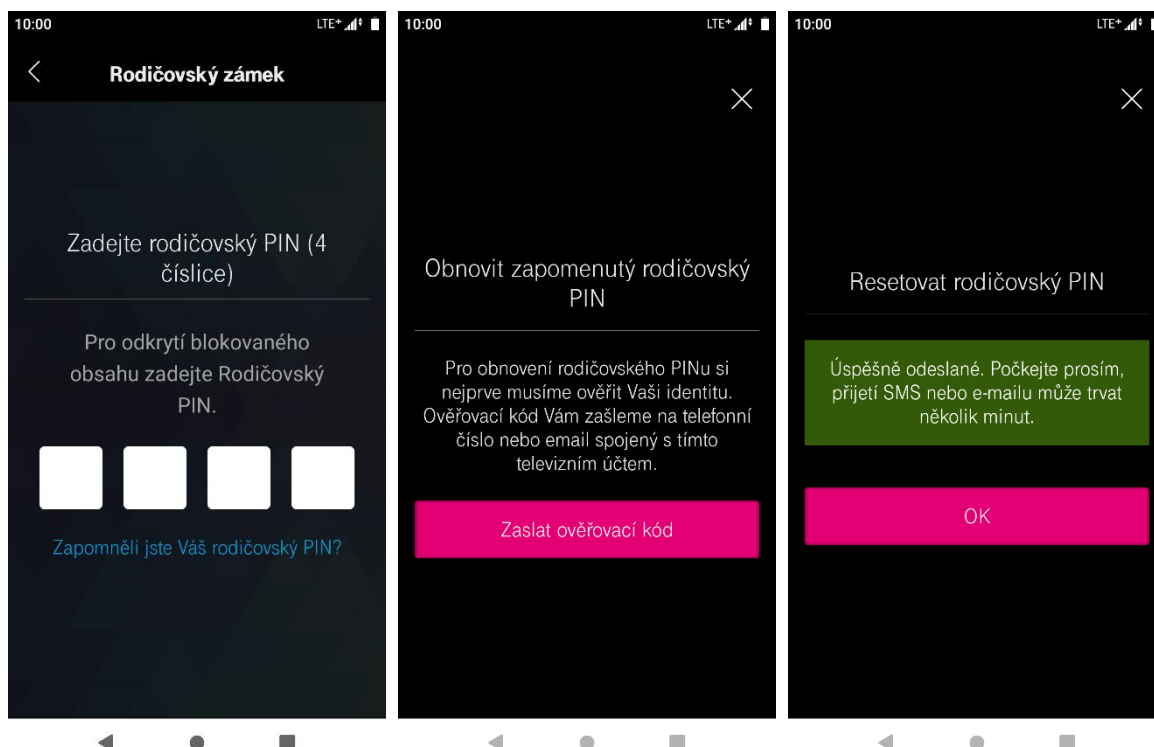 10:00
LTE+
Rodičovský zámek
Zadejte rodičovský PIN (4
číslice)
Pro odkrytí blokovaného
obsahu zadejte Rodičovský
PIN.
Zapomněli jste Váš rodičovský PIN?
10:00
LTE+
Obnovit zapomenutý rodičovský
PIN
Pro obnovení rodičovského PINu si
nejprve musíme ověřit Vaši identitu.
Ověřovací kód Vám zašleme na telefonní
číslo nebo email spojený s tímto
televizním účtem.
Zaslat ověřovací kód
10:00
LTE+
Resetovat rodičovský PIN
Úspěšně odeslané. Počkejte prosím,
přijetí SMS nebo e-mailu může trvat
několik minut.
OK